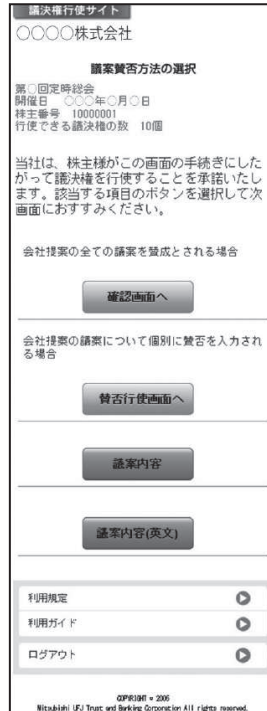 議決権行使サイト
○○○○株式会社
議案賛否方法の選択
第○回定時総会
開催日 ○○○年○月○日
株主番号 10000001
行使できる議決権の数 10個
当社は、株主様がこの画面の手続きにした
がって議決権を行使することを承諾いたし
ます。該当する項目のボタンを選択して次
画面におすすみください。
会社提案の全ての議案を賛成とされる場合
確認画面へ
会社提案の議案について個別に賛否を入力され
る場合
賛否行使画面へ
議案内容
議案内容(英文)
利用規定
利用ガイド
ログアウト
COPYRIGHT = 2005
Mitsubishi UFJ Trust and Banking Corporation All rights reserved.